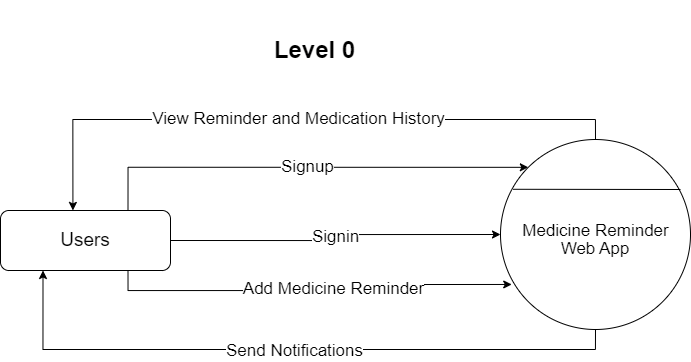 Level 0
View Reminder and Medication History
Signup
Users
Signin
Medicine Reminder
Web App
Add Medicine Reminder
Send Notifications